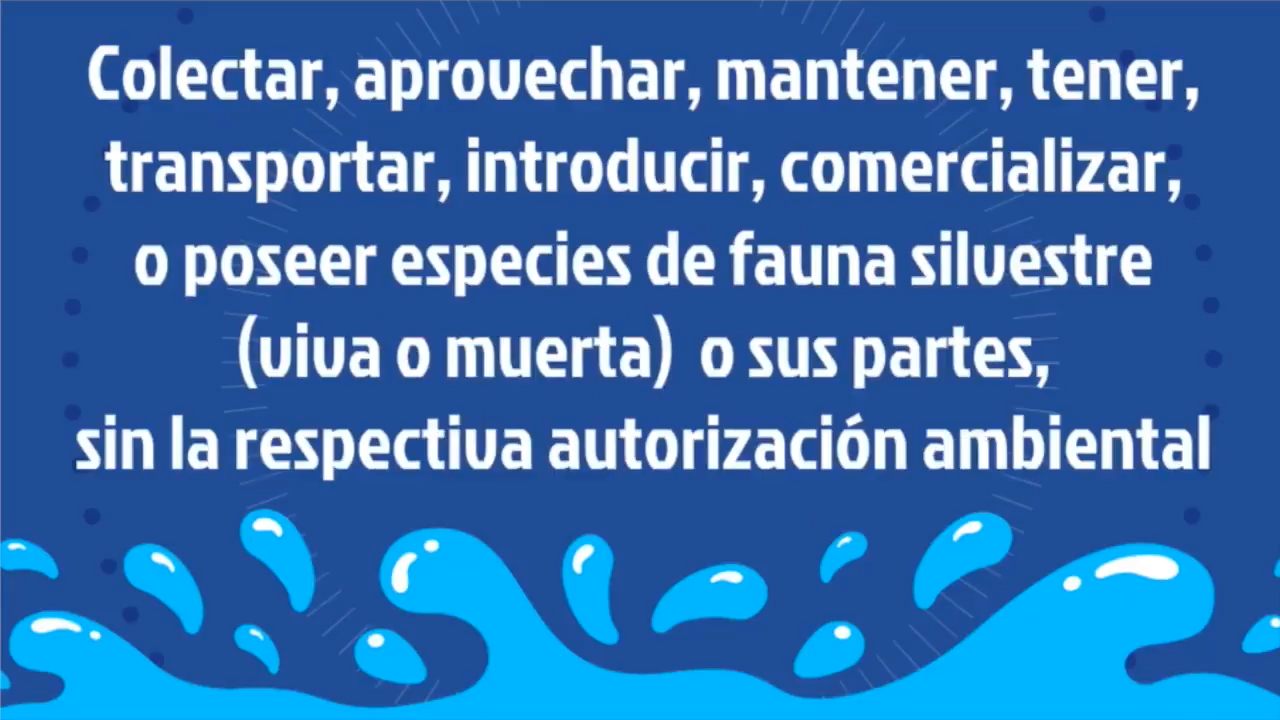 Colectar, aprovechar, mantener, tener,
transportar, introducir, comercializar,
o poseer especies de fauna silvestre
(viva o muerta) o sus partes,
sin la respectiva autorización ambiental